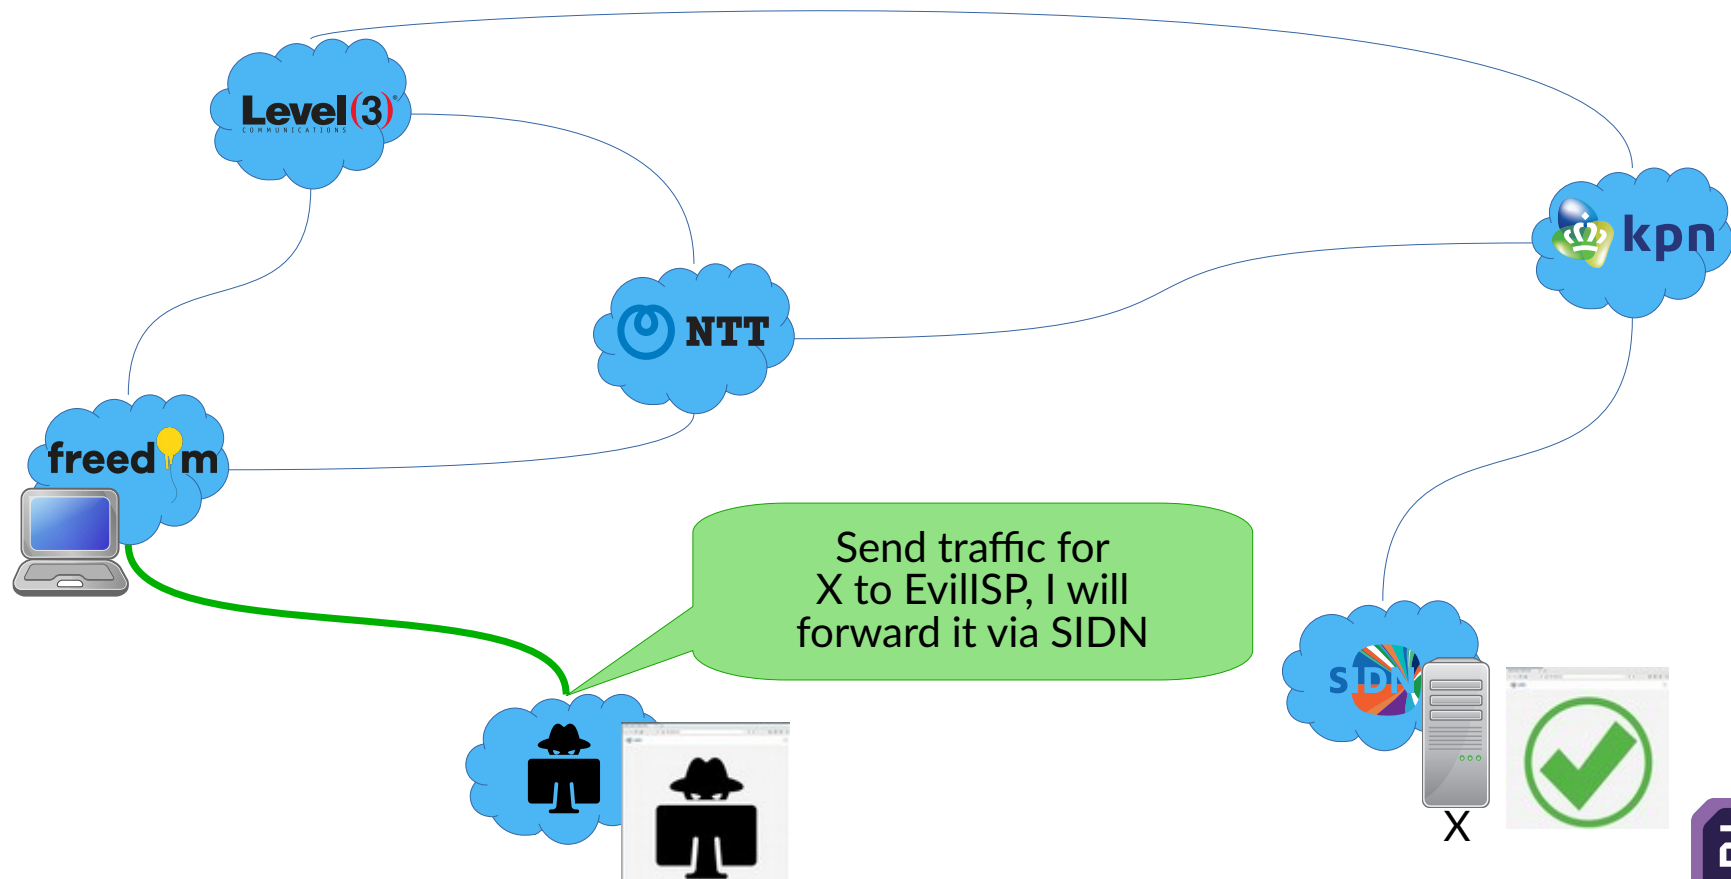 Level(3)®
COMMUNICATIONS
kpn
NTT
freedom
Send traffic for
X to EvilISP, I will
forward it via SIDN
SIDN
X